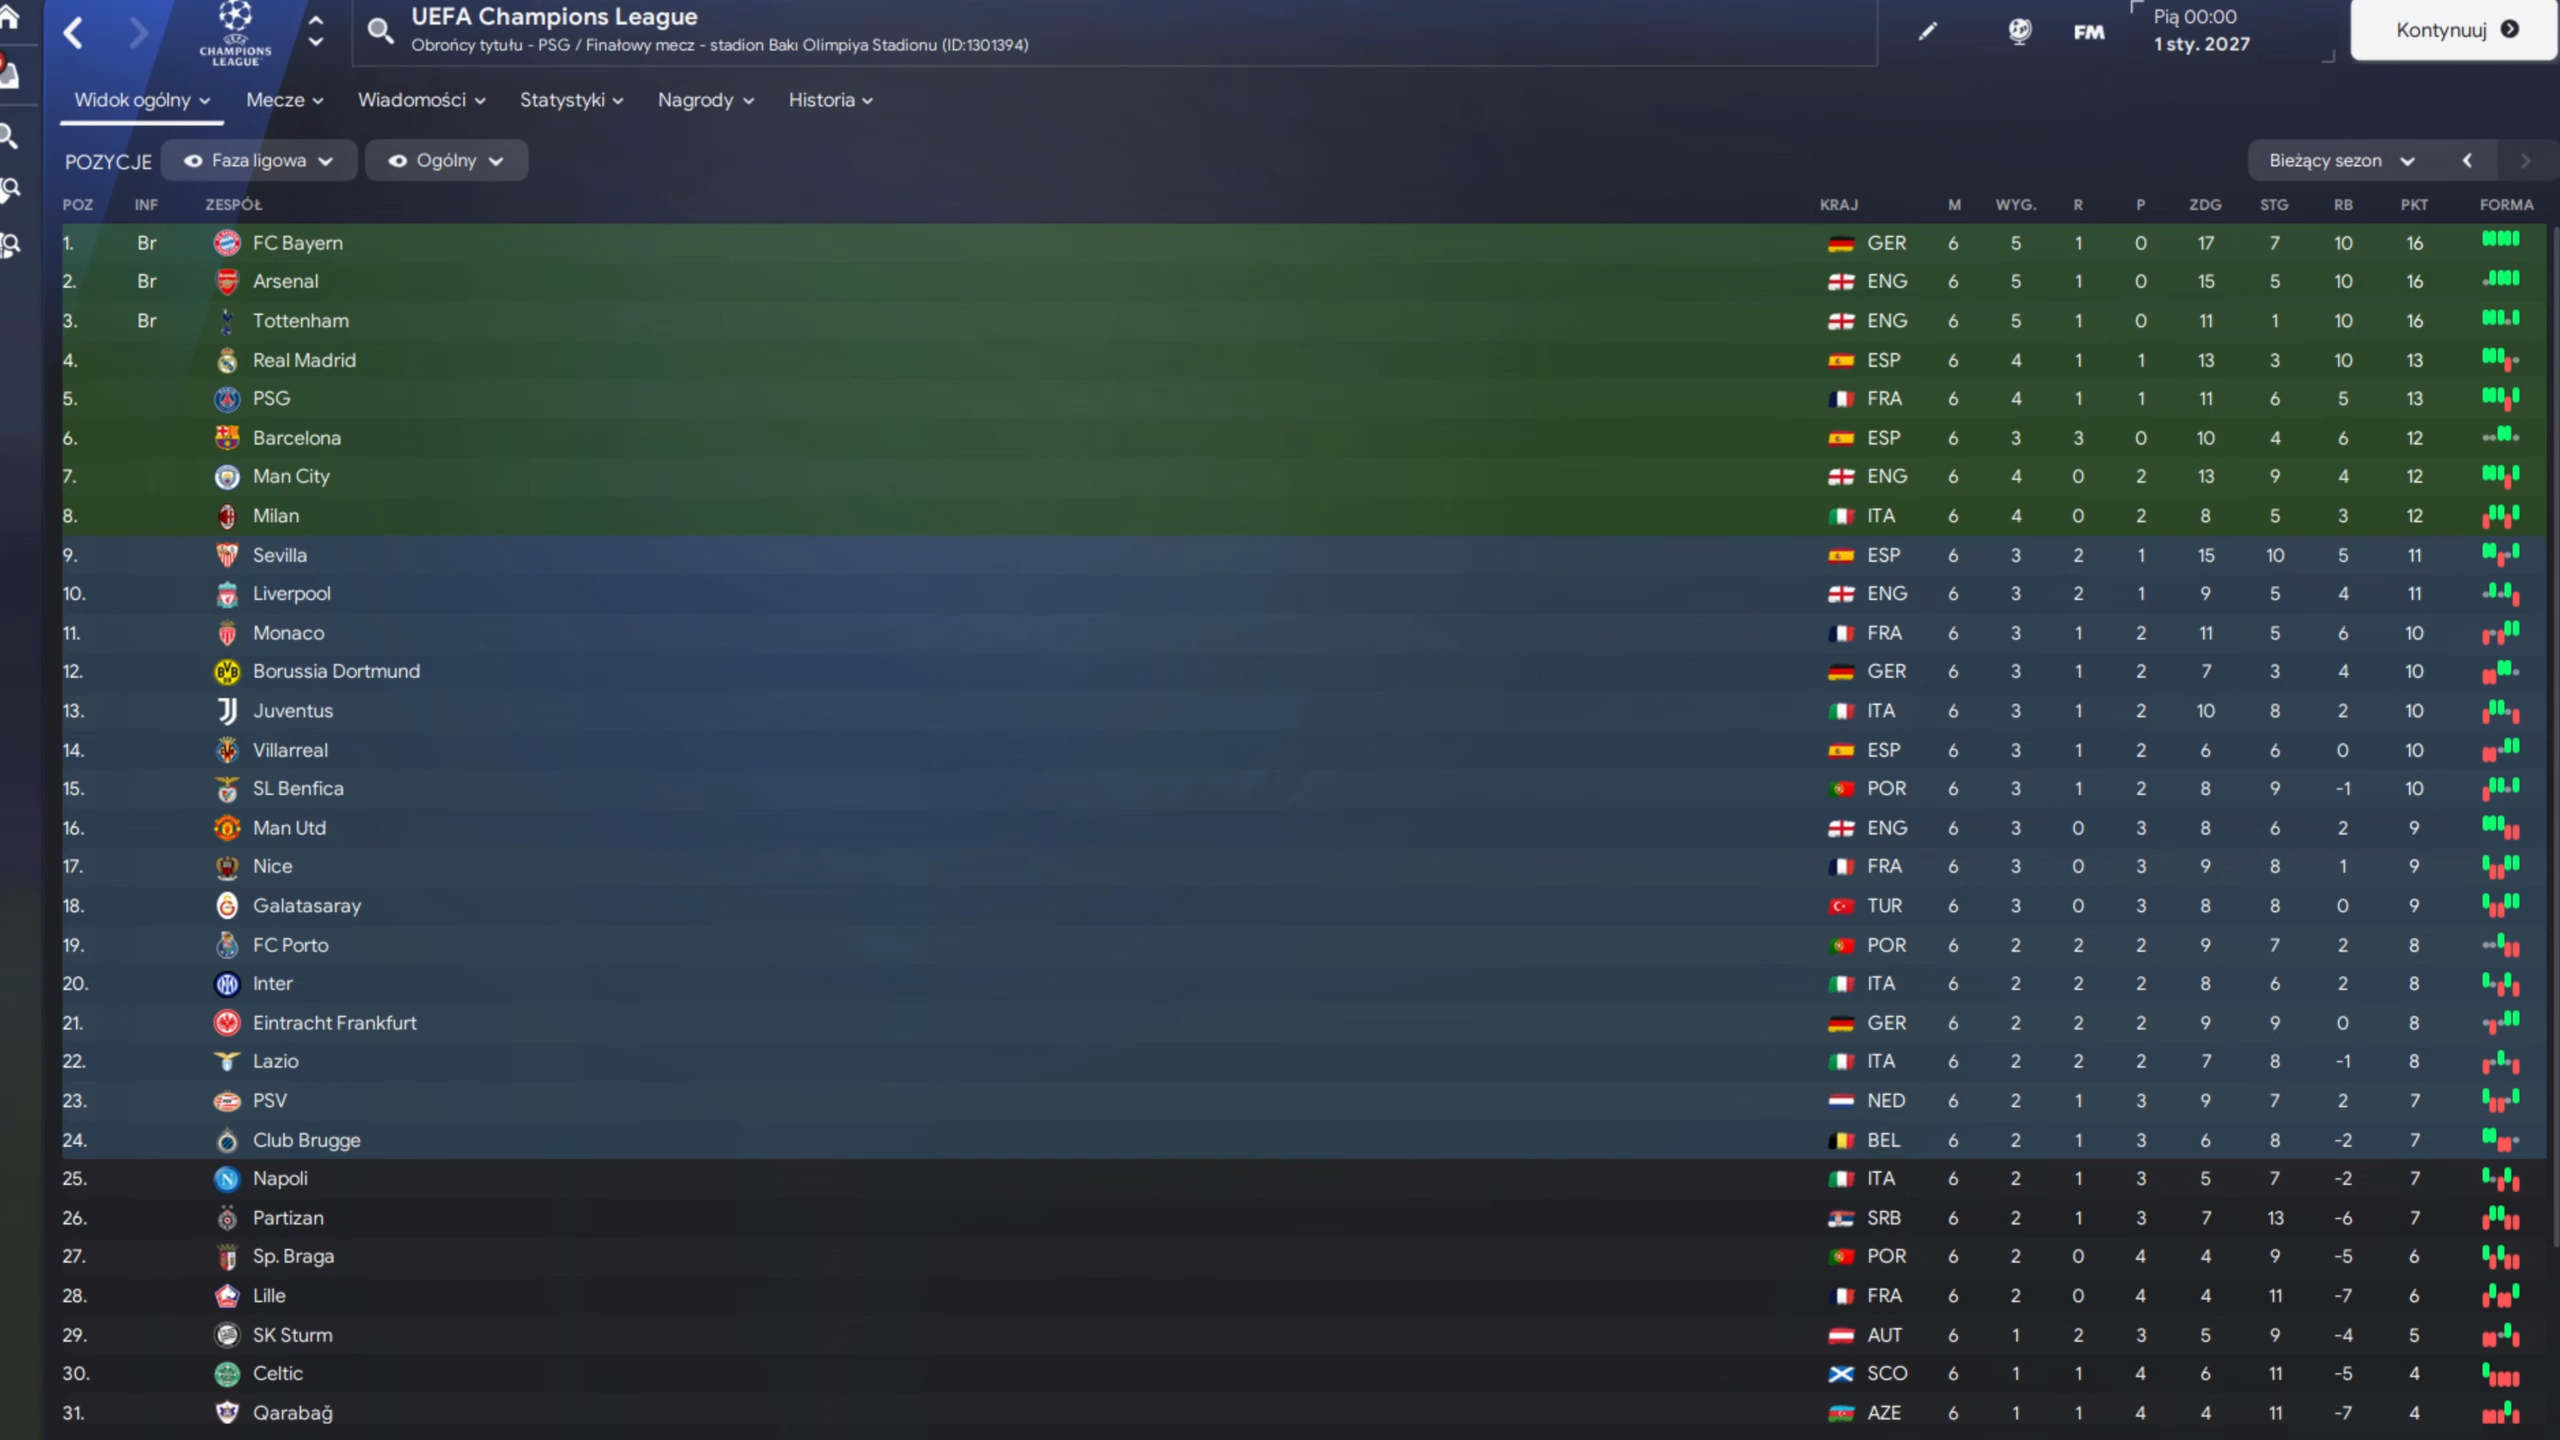 UEFA Champions League
Obrońcy tytułu - PSG / Finałowy mecz - stadion Bakı Olimpiya Stadionu (ID:1301394)
CHAMPIONS
LEAGUE
FM
Pią 00:00
1 sty. 2027
Kontynuuj
Widok ogólny Mecze Wiadomości Statystyki Nagrody Historia
POZYCJE Faza ligowa Ogólny Bieżący sezon
POZ INF ZESPÓŁ KRAJ M WYG. R P ZDG STG RB PKT FORMA
1. Br FC Bayern GER 6 5 1 0 17 7 10 16
2. Br Arsenal ENG 6 5 1 0 15 5 10 16
3. Br Tottenham ENG 6 5 1 0 11 1 10 16
4. Real Madrid ESP 6 4 1 1 13 3 10 13
5. PSG FRA 6 4 1 1 11 6 5 13
6. Barcelona ESP 6 3 3 0 10 4 6 12
7. Man City ENG 6 4 0 2 13 9 4 12
8. Milan ITA 6 4 0 2 8 5 3 12
9. Sevilla ESP 6 3 2 1 15 10 5 11
10. Liverpool ENG 6 3 2 1 9 5 4 11
11. Monaco FRA 6 3 1 2 11 5 6 10
12. Borussia Dortmund GER 6 3 1 2 7 3 4 10
13. Juventus ITA 6 3 1 2 10 8 2 10
14. Villarreal ESP 6 3 1 2 6 6 0 10
15. SL Benfica POR 6 3 1 2 8 9 -1 10
16. Man Utd ENG 6 3 0 3 8 6 2 9
17. Nice FRA 6 3 0 3 9 8 1 9
18. Galatasaray TUR 6 3 0 3 8 8 0 9
19. FC Porto POR 6 2 2 2 9 7 2 8
20. Inter ITA 6 2 2 2 8 6 2 8
21. Eintracht Frankfurt GER 6 2 2 2 9 9 0 8
22. Lazio ITA 6 2 2 2 7 8 -1 8
23. PSV NED 6 2 1 3 9 7 2 7
24. Club Brugge BEL 6 2 1 3 6 8 -2 7
25. Napoli ITA 6 2 1 3 5 7 -2 7
26. Partizan SRB 6 2 1 3 7 13 -6 7
27. Sp. Braga POR 6 2 0 4 4 9 -5 6
28. Lille FRA 6 2 0 4 4 11 -7 6
29. SK Sturm AUT 6 1 2 3 5 9 -4 5
30. Celtic SCO 6 1 1 4 6 11 -5 4
31. Qarabağ AZE 6 1 1 4 4 11 -7 4